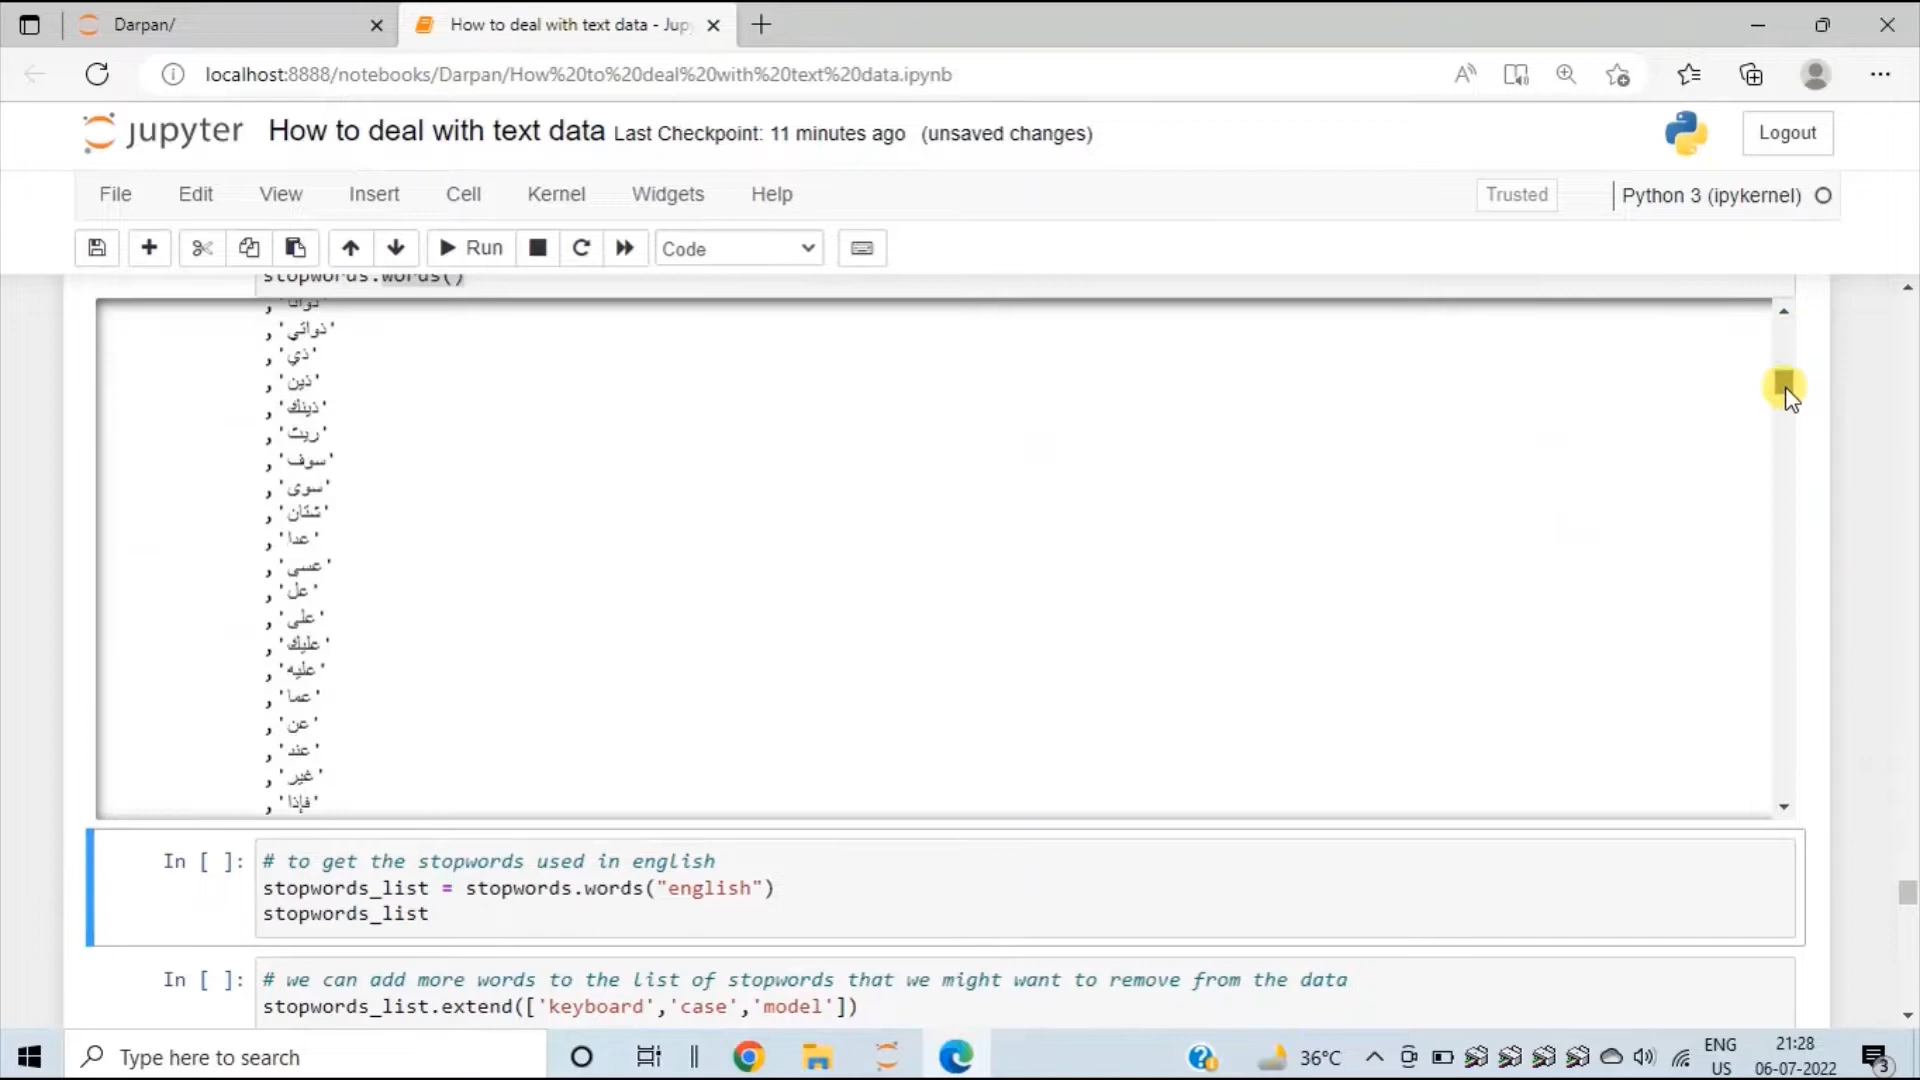 Darpan/
How to deal with text data - Jup
localhost:8888/notebooks/Darpan/How%20to%20deal%20with%20text%20data.ipynb
jupyter How to deal with text data Last Checkpoint: 11 minutes ago (unsaved changes)
Logout
File Edit View Insert Cell Kernel Widgets Help
Trusted
Python 3 (ipykernel)
Run
Code
stopwords.words()
'ذواتا',
'ذواتي',
'ذي',
'ذين',
'ذينك',
'ريث',
'سوف',
'سوى',
'شتان',
'عدا',
'عسى',
'عل',
'على',
'عليك',
'عليه',
'عما',
'عن',
'عند',
'غير',
'فإذا',
In [ ]: # to get the stopwords used in english
stopwords_list = stopwords.words("english")
stopwords_list
In [ ]: # we can add more words to the list of stopwords that we might want to remove from the data
stopwords_list.extend(['keyboard','case','model'])
Type here to search
36°C
ENG
US
21:28
06-07-2022
3